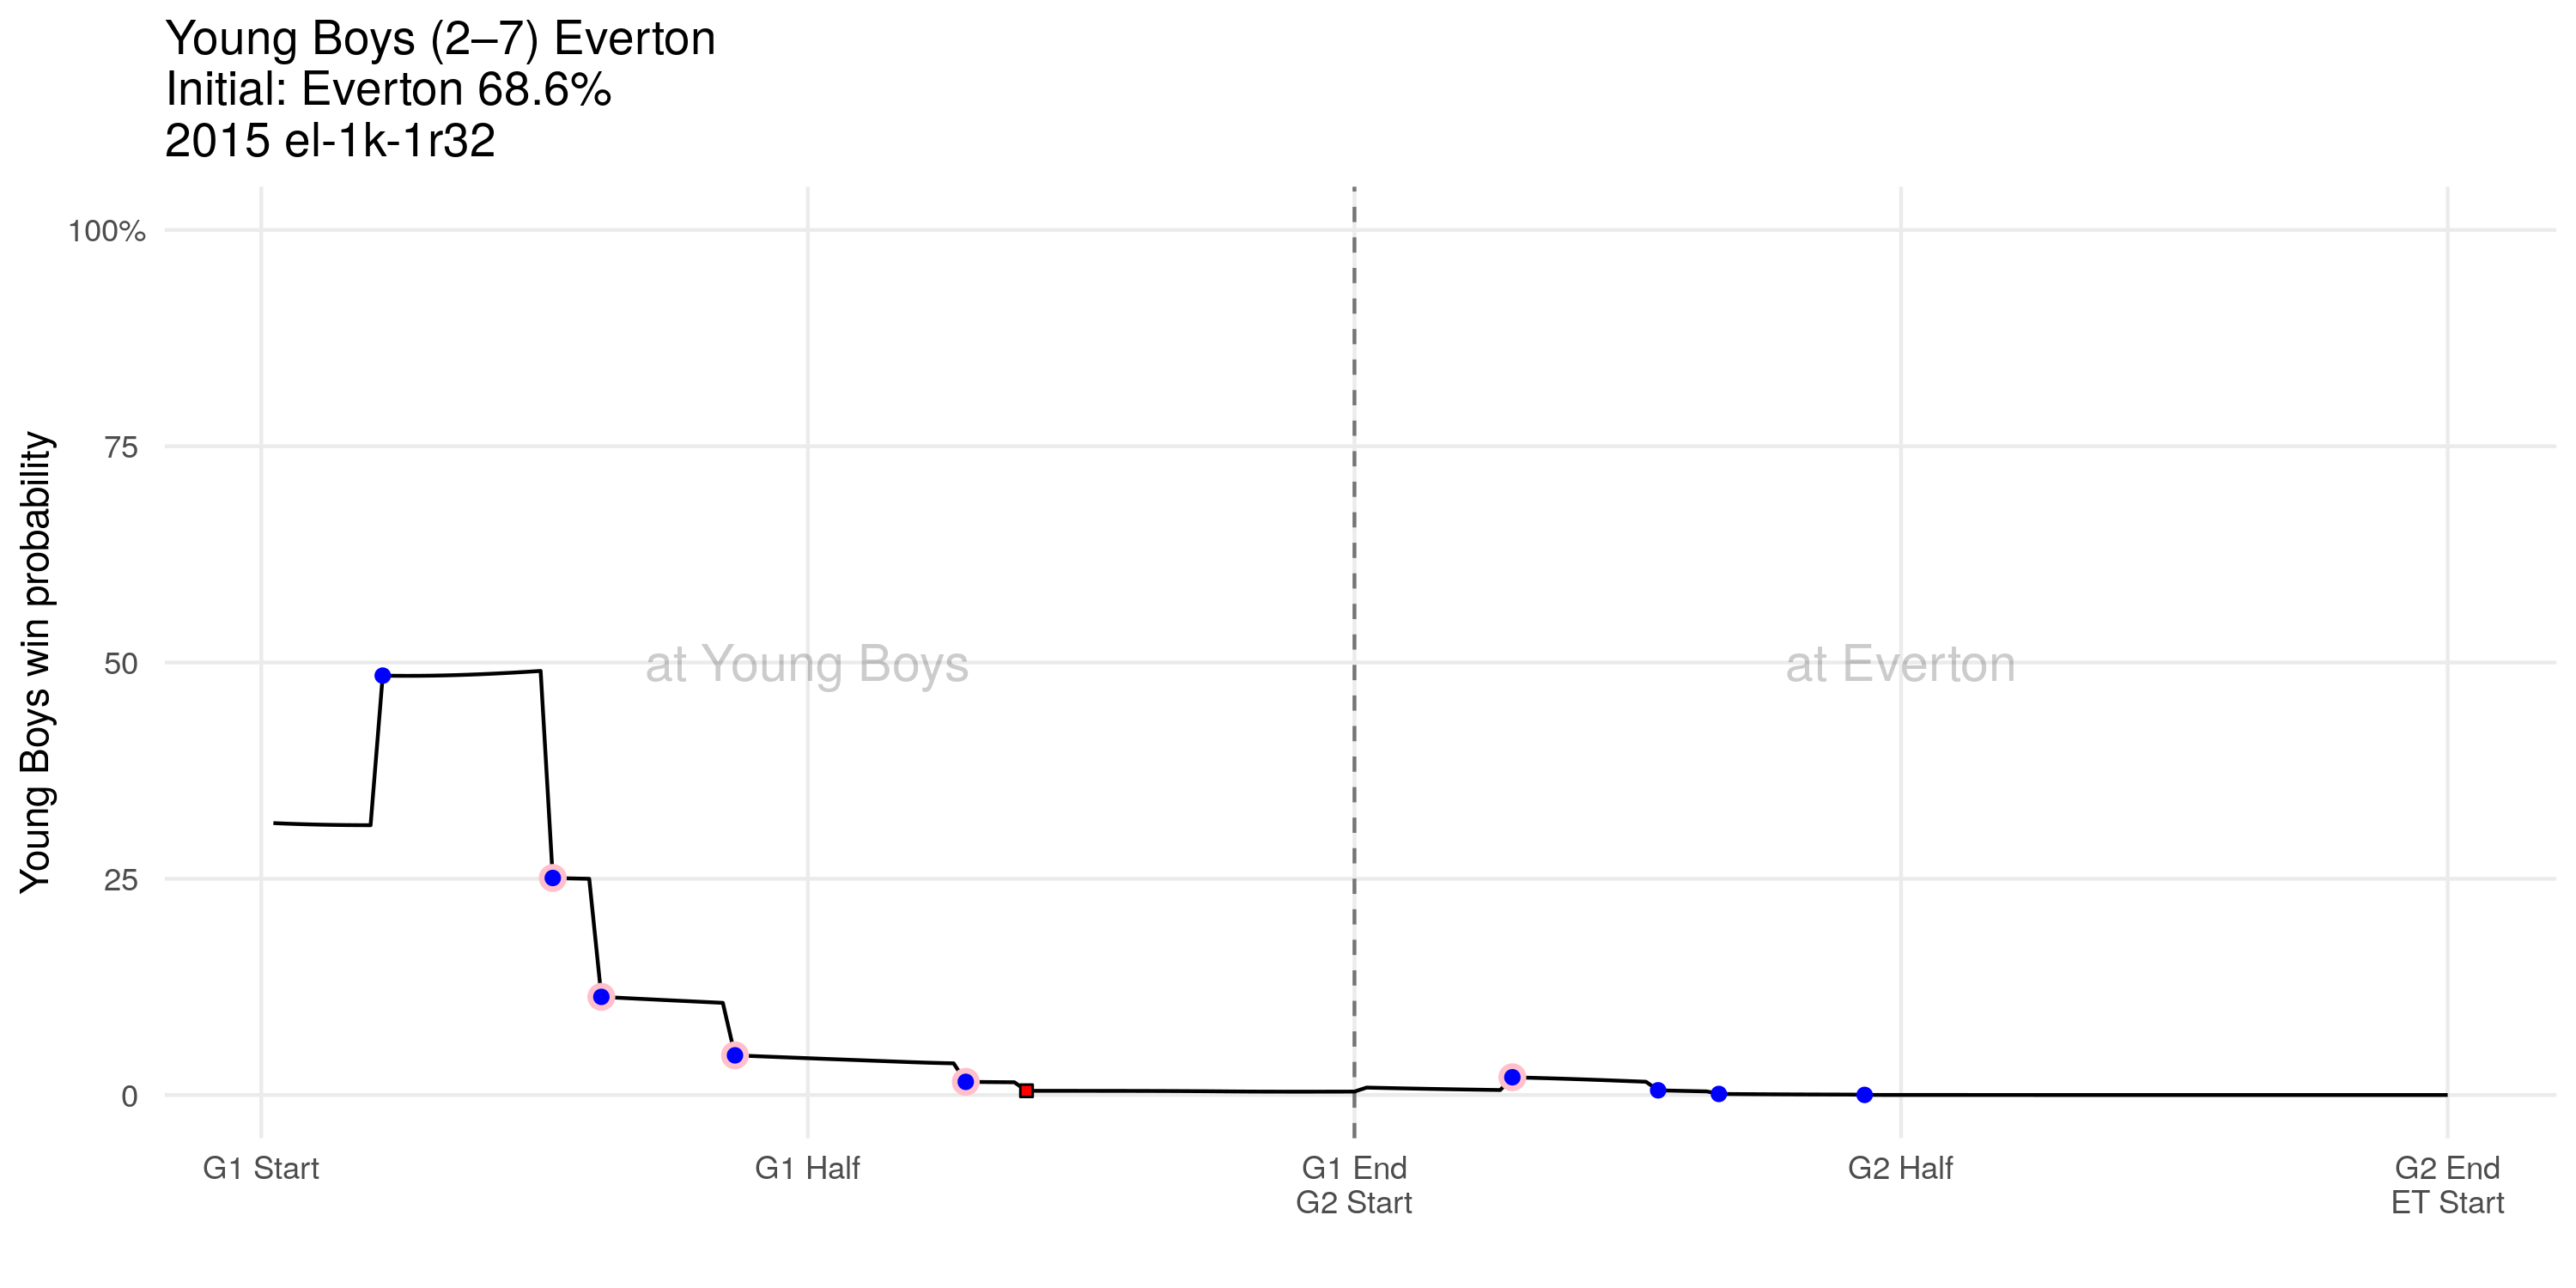 Young Boys (2–7) Everton
Initial: Everton 68.6%
2015 el-1k-1r32
Young Boys win probability
100%
75
50
25
0
at Young Boys
at Everton
G1 Start
G1 Half
G1 End
G2 Start
G2 Half
G2 End
ET Start